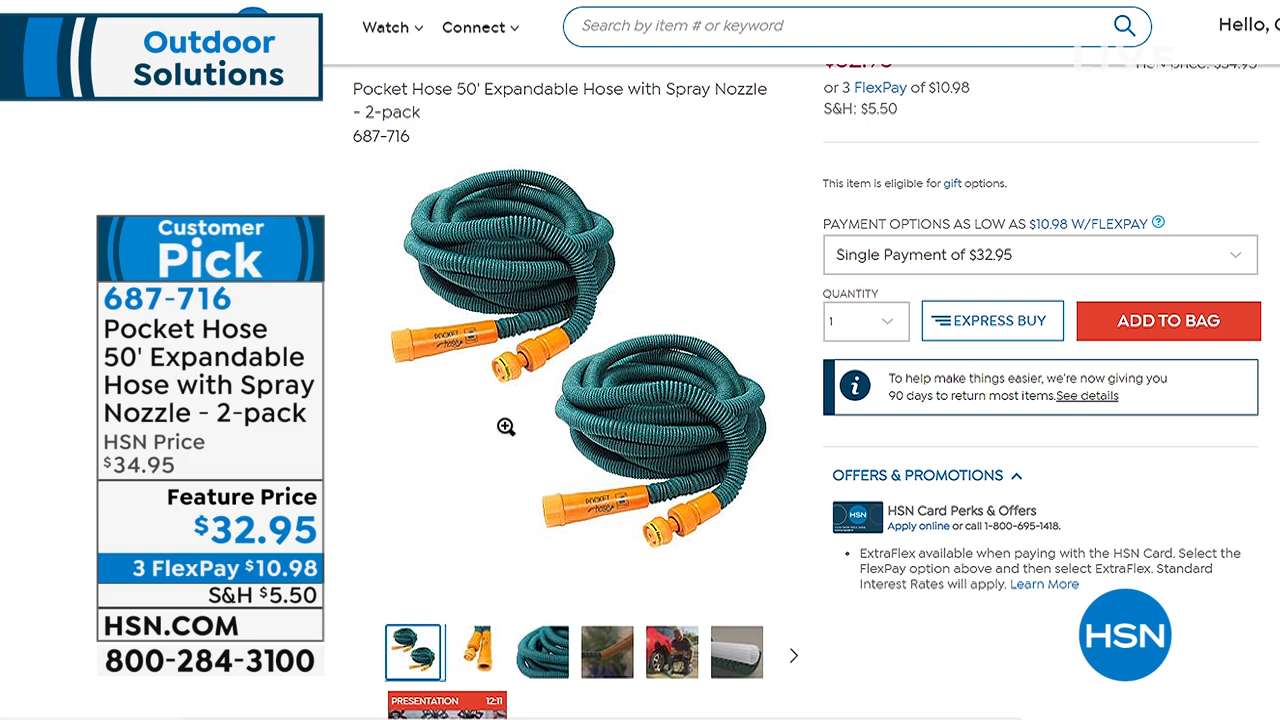 Outdoor
Solutions
Watch
Connect
Search by item # or keyword
Hello,
LIVE
Customer
Pick
687-716
Pocket Hose
50' Expandable
Hose with Spray
Nozzle - 2-pack
HSN Price
$34.95
Feature Price
$32.95
3 FlexPay $10.98
S&H $5.50
HSN.COM
800-284-3100
Pocket Hose 50' Expandable Hose with Spray Nozzle
- 2-pack
687-716
POCKET
hose
POCKET
hose
PRESENTATION 12:11
$32.95
HSN price: $34.95
or 3 FlexPay of $10.98
S&H: $5.50
This item is eligible for gift options.
PAYMENT OPTIONS AS LOW AS $10.98 W/FLEXPAY ?
Single Payment of $32.95
QUANTITY
1
EXPRESS BUY
ADD TO BAG
i
To help make things easier, we're now giving you
90 days to return most items.See details
OFFERS & PROMOTIONS
HSN
HSN Card Perks & Offers
Apply online or call 1-800-695-1418.
• ExtraFlex available when paying with the HSN Card. Select the
FlexPay option above and then select ExtraFlex. Standard
Interest Rates will apply. Learn More
HSN